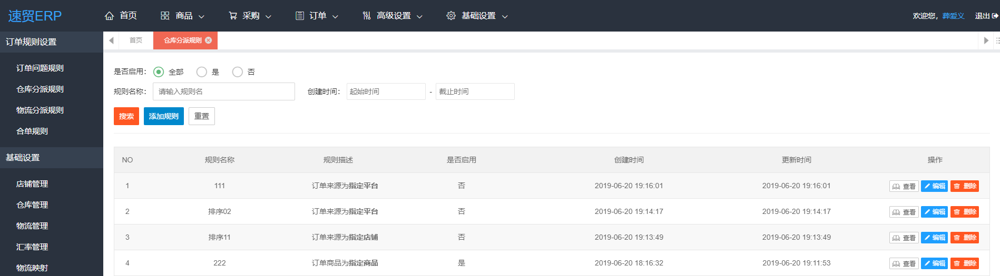 速贸ERP 首页 商品 采购 订单 高级设置 基础设置 欢迎您，葬爱义 退出
订单规则设置
订单问题规则
仓库分派规则
物流分派规则
合单规则
基础设置
店铺管理
仓库管理
物流管理
汇率管理
物流映射
首页 仓库分派规则
是否启用： 全部 是 否
规则名称： 请输入规则名 创建时间： 起始时间 - 截止时间
搜索 添加规则 重置
NO 规则名称 规则描述 是否启用 创建时间 更新时间 操作
1 111 订单来源为指定平台 否 2019-06-20 19:16:01 2019-06-20 19:16:01 查看 编辑 删除
2 排序02 订单来源为指定平台 否 2019-06-20 19:14:17 2019-06-20 19:14:17 查看 编辑 删除
3 排序11 订单来源为指定店铺 否 2019-06-20 19:13:49 2019-06-20 19:13:49 查看 编辑 删除
4 222 订单商品为指定商品 是 2019-06-20 18:16:32 2019-06-20 19:11:53 查看 编辑 删除